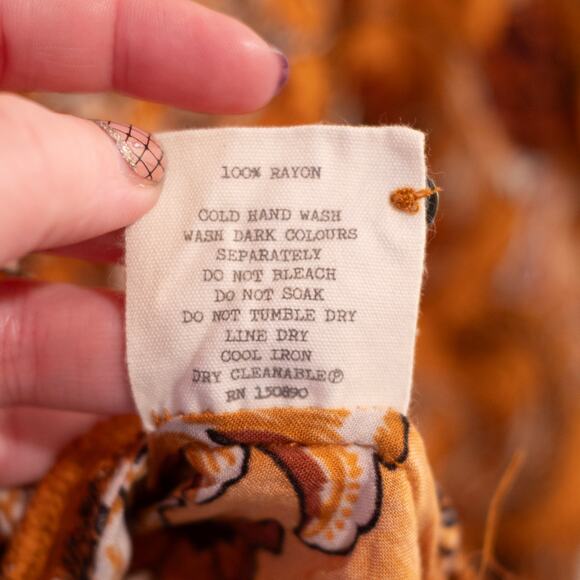 100% RAYON
COLD HAND WASH
WASH DARK COLOURS
SEPARATELY
DO NOT BLEACH
DO NOT SOAK
DO NOT TUMBLE DRY
LINE DRY
COOL IRON
DRY CLEANABLEⓅ
RN 150890